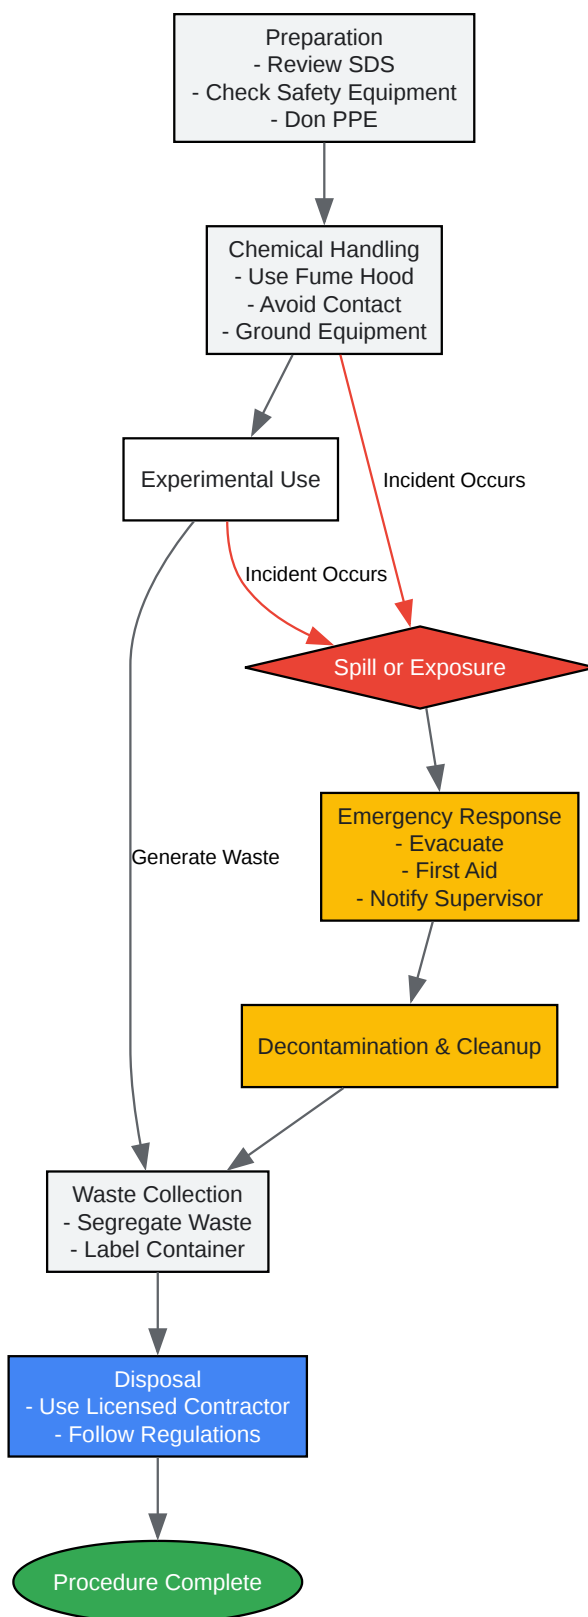 Preparation
- Review SDS
- Check Safety Equipment
- Don PPE
Chemical Handling
- Use Fume Hood
- Avoid Contact
- Ground Equipment
Experimental Use
Incident Occurs
Incident Occurs
Spill or Exposure
Emergency Response
- Evacuate
- First Aid
- Notify Supervisor
Generate Waste
Decontamination & Cleanup
Waste Collection
- Segregate Waste
- Label Container
Disposal
- Use Licensed Contractor
- Follow Regulations
Procedure Complete